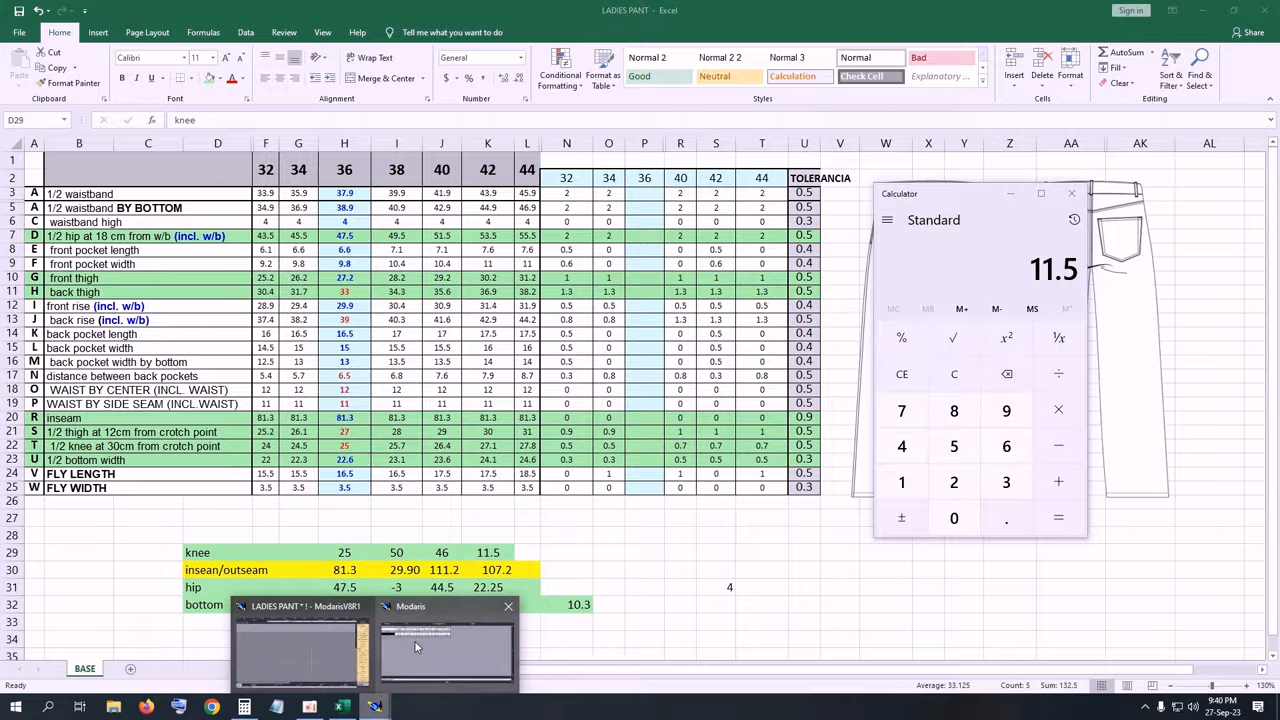 LADIES PANT - Excel
Sign in
File Home Insert Page Layout Formulas Data Review View Help Tell me what you want to do Share
Cut
Copy
Format Painter
Paste
Clipboard
Calibri 11
B I U
Font
Wrap Text
Merge & Center
Alignment
General
Number
Conditional Formatting
Format as Table
Normal 2 Normal 2 2 Normal 3 Normal Bad
Good Neutral Calculation Check Cell Explanatory ...
Styles
Insert Delete Format
Cells
AutoSum
Fill
Clear
Sort & Filter
Find & Select
Editing
D29 fx knee
A B C D F G H I J K L N O P R S T U V W X Y Z AA AK AL
1 32 34 36 38 40 42 44
2 32 34 36 40 42 44 TOLERANCIA
3 A 1/2 waistband 33.9 35.9 37.9 39.9 41.9 43.9 45.9 2 2 2 2 2 0.5
5 A 1/2 waistband BY BOTTOM 34.9 36.9 38.9 40.9 42.9 44.9 46.9 2 2 2 2 2 0.5
6 C waistband high 4 4 4 4 4 4 4 0 0 0 0 0 0.3
7 D 1/2 hip at 18 cm from w/b (incl. w/b) 43.5 45.5 47.5 49.5 51.5 53.5 55.5 2 2 2 2 2 0.5
8 E front pocket length 6.1 6.6 6.6 7.1 7.1 7.6 7.6 0.5 0 0 0.5 0 0.4
9 F front pocket width 9.2 9.8 9.8 10.4 10.4 11 11 0.6 0 0 0.6 0 0.4
10 G front thigh 25.2 26.2 27.2 28.2 29.2 30.2 31.2 1 1 1 1 1 0.5
11 H back thigh 30.4 31.7 33 34.3 35.6 36.9 38.2 1.3 1.3 1.3 1.3 1.3 0.5
12 I front rise (incl. w/b) 28.9 29.4 29.9 30.4 30.9 31.4 31.9 0.5 0.5 0.5 0.5 0.5 0.4
13 J back rise (incl. w/b) 37.4 38.2 39 40.3 41.6 42.9 44.2 0.8 0.8 1.3 1.3 1.3 0.5
14 K back pocket length 16 16.5 16.5 17 17 17.5 17.5 0.5 0 0 0.5 0 0.4
15 L back pocket width 14.5 15 15 15.5 15.5 16 16 0.5 0 0 0.5 0 0.4
16 M back pocket width by bottom 12.5 13 13 13.5 13.5 14 14 0.5 0 0 0.5 0 0.4
17 N distance between back pockets 5.4 5.7 6.5 6.8 7.6 7.9 8.7 0.3 0.8 0.8 0.3 0.8 0.5
18 O WAIST BY CENTER (INCL. WAIST) 12 12 12 12 12 12 12 0 0 0 0 0 0.5
19 P WAIST BY SIDE SEAM (INCL.WAIST) 11 11 11 11 11 11 11 0 0 0 0 0 0.5
20 R inseam 81.3 81.3 81.3 81.3 81.3 81.3 81.3 0 0 0 0 0 0.9
21 S 1/2 thigh at 12cm from crotch point 25.2 26.1 27 28 29 30 31 0.9 0.9 1 1 1 0.5
22 T 1/2 knee at 30cm from crotch point 24 24.5 25 25.7 26.4 27.1 27.8 0.5 0.5 0.7 0.7 0.7 0.5
23 U 1/2 bottom width 22 22.3 22.6 23.1 23.6 24.1 24.6 0.3 0.3 0.5 0.5 0.5 0.3
24 V FLY LENGTH 15.5 15.5 16.5 16.5 17.5 17.5 18.5 0 1 1 0 1 0.5
25 W FLY WIDTH 3.5 3.5 3.5 3.5 3.5 3.5 3.5 0 0 0 0 0 0.3
26
27
28
29 knee 25 50 46 11.5
30 insean/outseam 81.3 29.90 111.2 107.2
31 hip 47.5 -3 44.5 22.25 4
32 bottom 10.3
33
34
35
Calculator
Standard
11.5
MC MR M+ M- MS M˅
% √ x² ¹/x
CE C ⌫ ÷
7 8 9 ×
4 5 6 −
1 2 3 +
± 0 . =
LADIES PANT * ! - ModarisV8R1
Modaris
BASE
Ready
Average: 33.125 Count: 5 Sum: 132.5 130%
9:40 PM
27-Sep-23